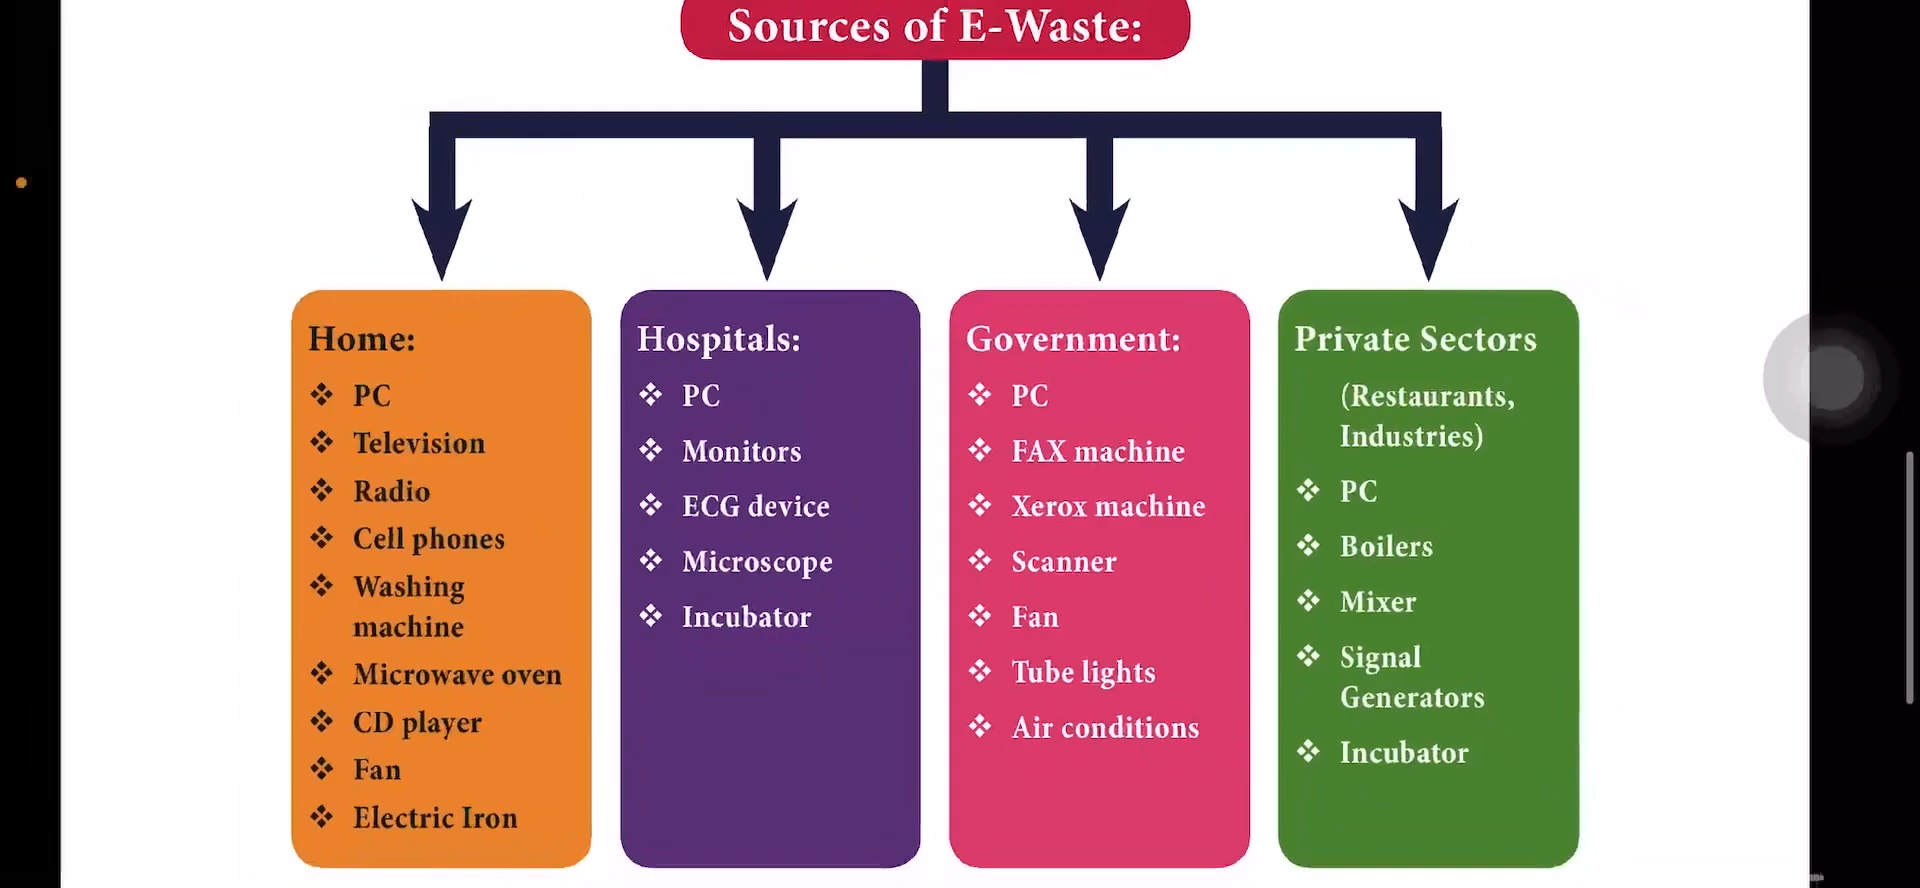 Sources of E-Waste:
Home:
❖ PC
❖ Television
❖ Radio
❖ Cell phones
❖ Washing
machine
❖ Microwave oven
❖ CD player
❖ Fan
❖ Electric Iron
Hospitals:
❖ PC
❖ Monitors
❖ ECG device
❖ Microscope
❖ Incubator
Government:
❖ PC
❖ FAX machine
❖ Xerox machine
❖ Scanner
❖ Fan
❖ Tube lights
❖ Air conditions
Private Sectors
(Restaurants,
Industries)
❖ PC
❖ Boilers
❖ Mixer
❖ Signal
Generators
❖ Incubator